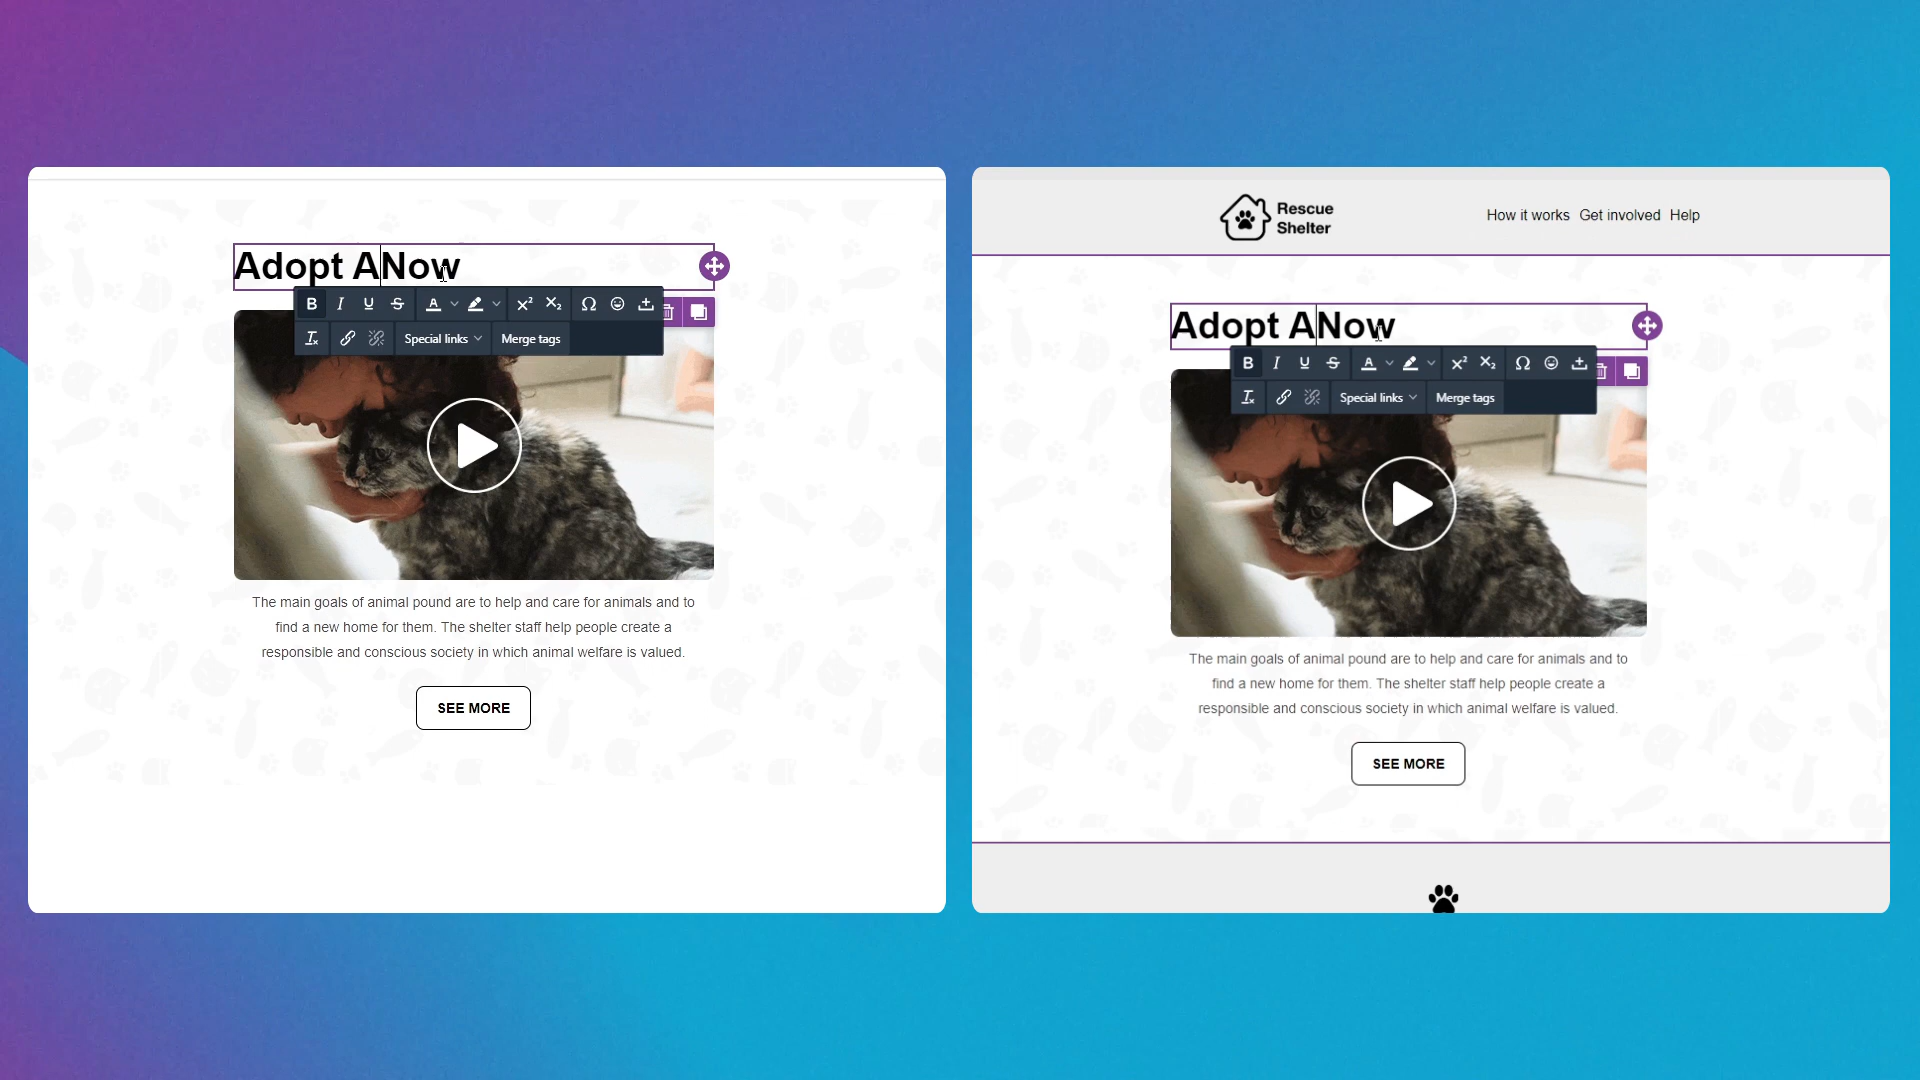 Adopt ANow
B I U S A X² X₂ Ω
Ix Special links Merge tags
The main goals of animal pound are to help and care for animals and to
find a new home for them. The shelter staff help people create a
responsible and conscious society in which animal welfare is valued.
SEE MORE
Rescue
Shelter
How it works Get involved Help
Adopt ANow
B I U S A X² X₂ Ω
Ix Special links Merge tags
The main goals of animal pound are to help and care for animals and to
find a new home for them. The shelter staff help people create a
responsible and conscious society in which animal welfare is valued.
SEE MORE